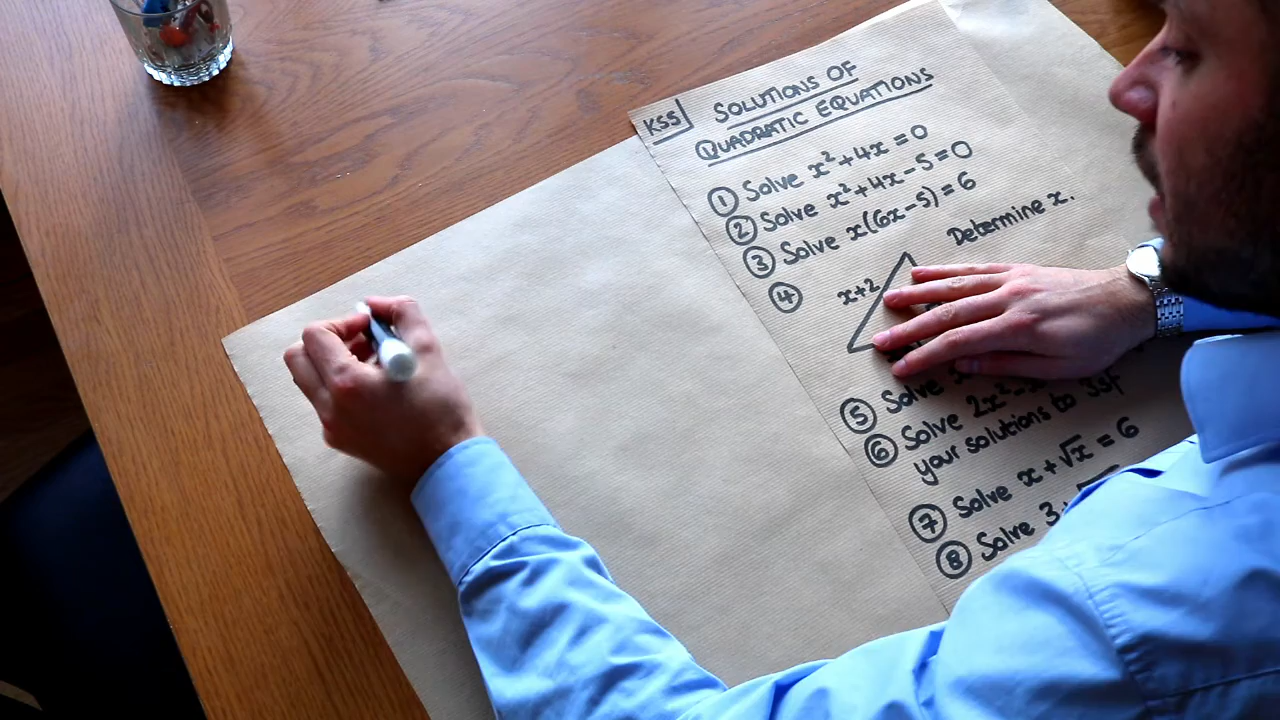 KS5
SOLUTIONS OF
QUADRATIC EQUATIONS
① Solve x²+4x=0
② Solve x²+4x-5=0
③ Solve x(6x-5)=6
④ Determine x.
x+2
⑤ Solve
⑥ Solve 2x²-
your solutions to 3sf
⑦ Solve x+√x=6
⑧ Solve 3